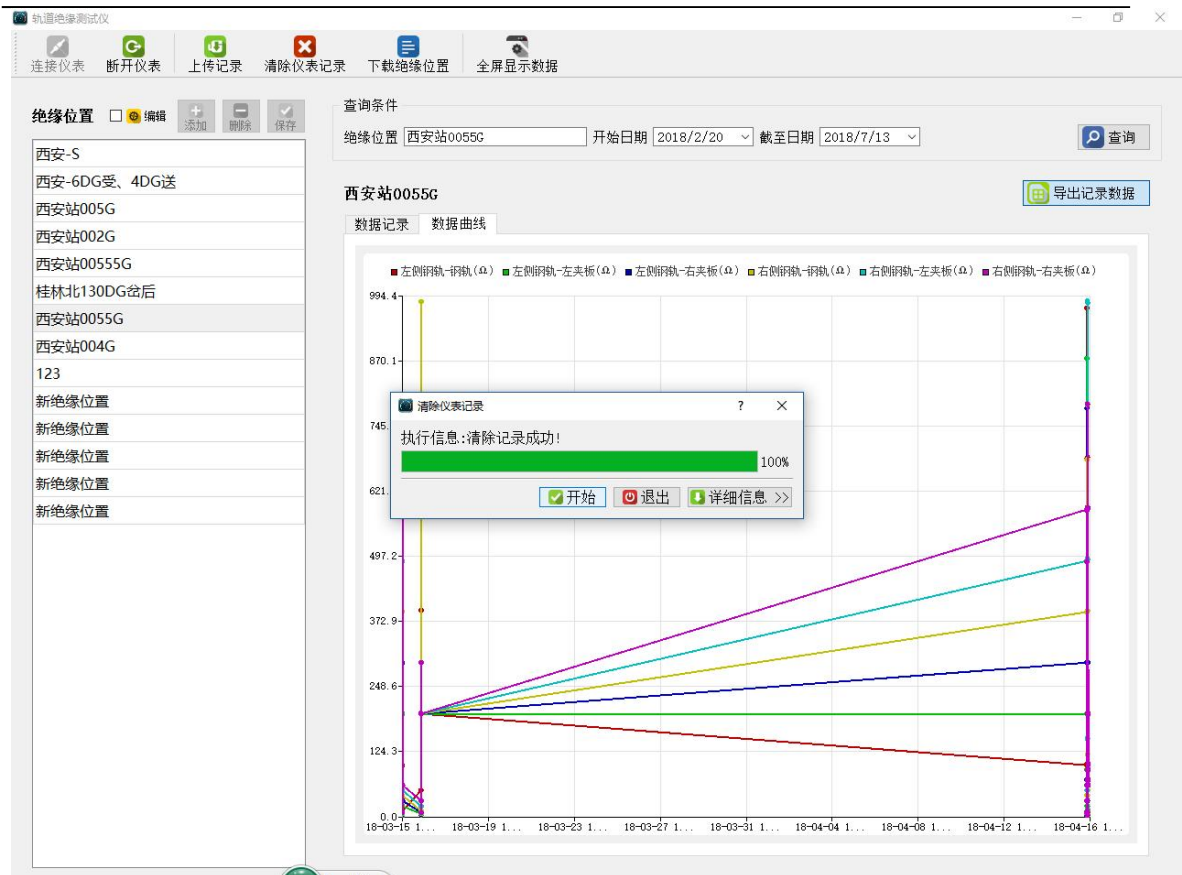 轨道绝缘测试仪
连接仪表 断开仪表 上传记录 清除仪表记录 下载绝缘位置 全屏显示数据
绝缘位置 编辑 添加 删除 保存
西安-S
西安-6DG受、4DG送
西安站005G
西安站002G
西安站00555G
桂林北130DG岔后
西安站0055G
西安站004G
123
新绝缘位置
新绝缘位置
新绝缘位置
新绝缘位置
新绝缘位置
查询条件
绝缘位置 西安站0055G 开始日期 2018/2/20 截至日期 2018/7/13 查询
西安站0055G 导出记录数据
数据记录 数据曲线
左侧钢轨-钢轨(Ω) 左侧钢轨-左夹板(Ω) 左侧钢轨-右夹板(Ω) 右侧钢轨-钢轨(Ω) 右侧钢轨-左夹板(Ω) 右侧钢轨-右夹板(Ω)
994.4
870.1
745.
621.
497.2
372.9
248.6
124.3
0.0
18-03-15 1... 18-03-19 1... 18-03-23 1... 18-03-27 1... 18-03-31 1... 18-04-04 1... 18-04-08 1... 18-04-12 1... 18-04-16 1...
清除仪表记录 ?
执行信息:清除记录成功!
100%
开始 退出 详细信息 >>